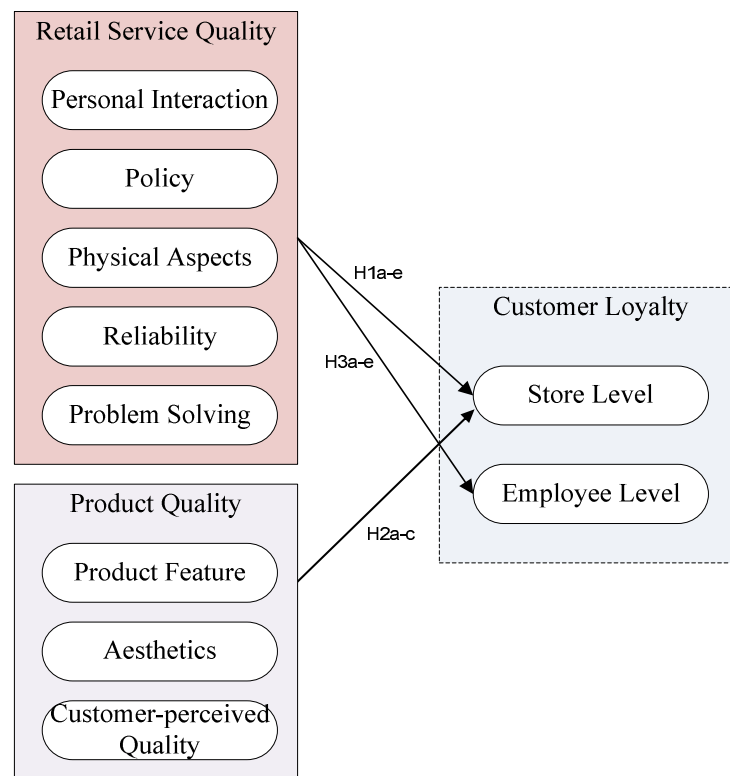 Retail Service Quality
Personal Interaction
Policy
Physical Aspects
Reliability
Problem Solving
Product Quality
Product Feature
Aesthetics
Customer-perceived
Quality
H1a-e
H3a-e
H2a-c
Customer Loyalty
Store Level
Employee Level